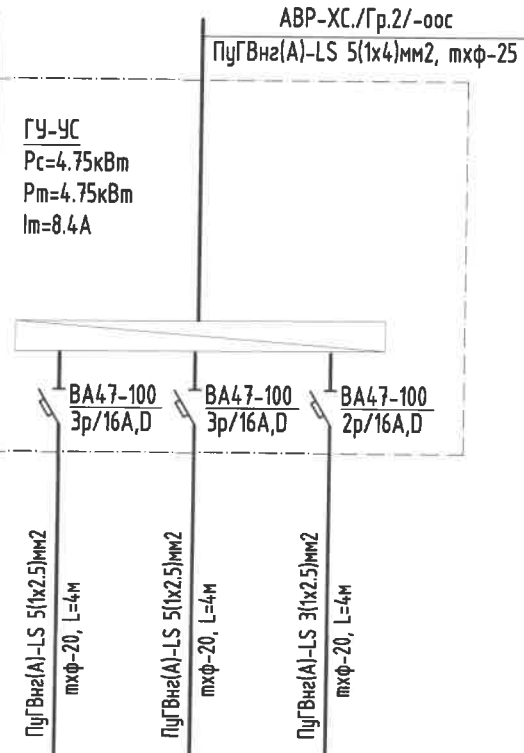 АВР-ХС./Гр.2/-оос
ПуГВнг(А)-LS 5(1х4)мм2, тхф-25
ГУ-УС
Рс=4.75кВт
Рт=4.75кВт
Iт=8.4А
ВА47-100
3р/16А,D
ВА47-100
3р/16А,D
ВА47-100
2р/16А,D
ПуГВнг(А)-LS 5(1х2.5)мм2
тхф-20, L=4м
ПуГВнг(А)-LS 5(1х2.5)мм2
тхф-20, L=4м
ПуГВнг(А)-LS 3(1х2.5)мм2
тхф-20, L=4м